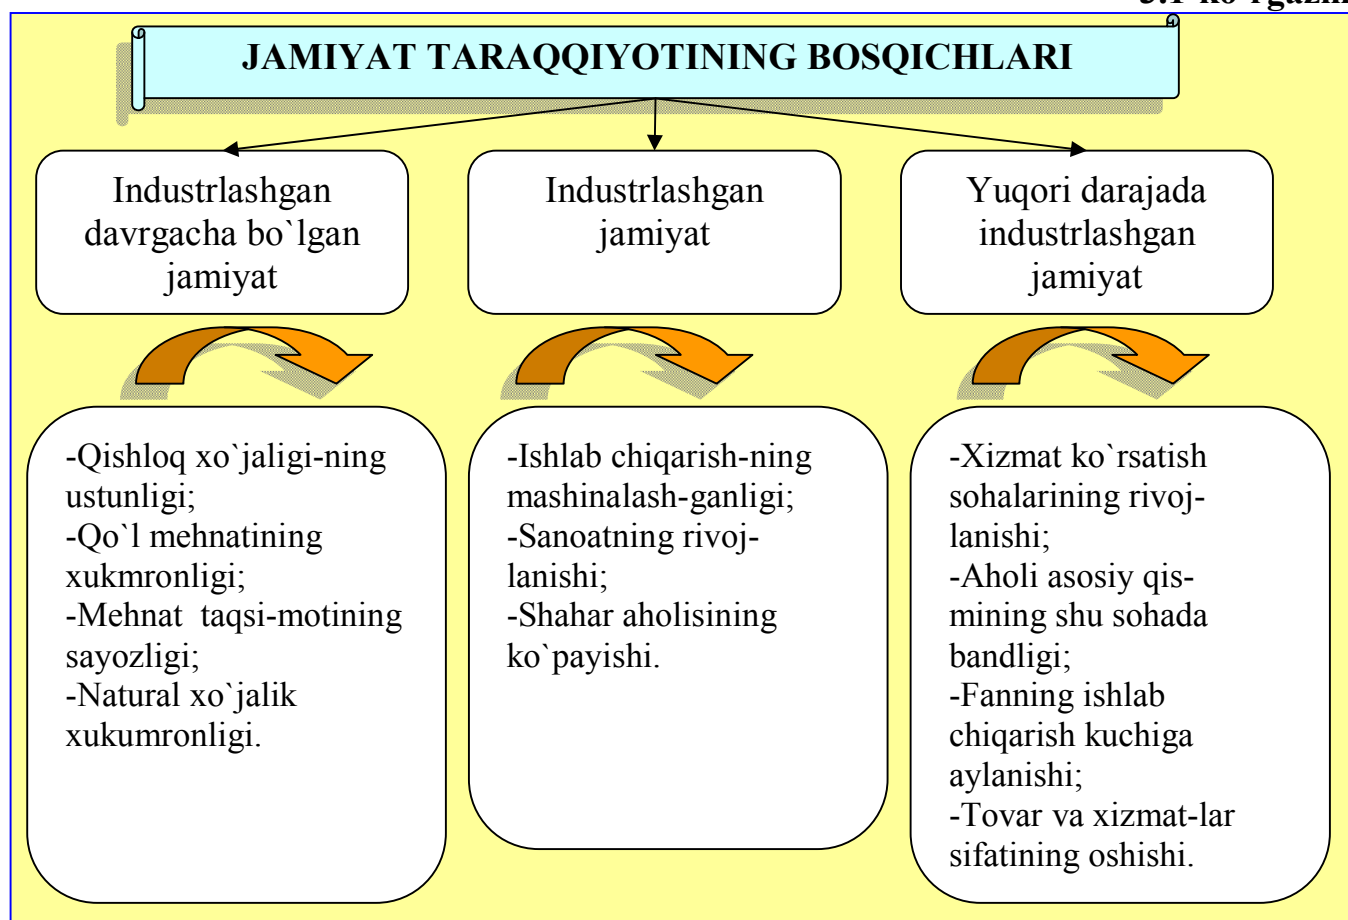 JAMIYAT TARAQQIYOTINING BOSQICHLARI
Industrlashgan
davrgacha bo`lgan
jamiyat
Industrlashgan
jamiyat
Yuqori darajada
industrlashgan
jamiyat
-Qishloq xo`jaligi-ning
ustunligi;
-Qo`l mehnatining
xukmronligi;
-Mehnat taqsi-motining
sayozligi;
-Natural xo`jalik
xukumronligi.
-Ishlab chiqarish-ning
mashinalash-ganligi;
-Sanoatning rivoj-
lanishi;
-Shahar aholisining
ko`payishi.
-Xizmat ko`rsatish
sohalarining rivoj-
lanishi;
-Aholi asosiy qis-
mining shu sohada
bandligi;
-Fanning ishlab
chiqarish kuchiga
aylanishi;
-Tovar va xizmat-lar
sifatining oshishi.